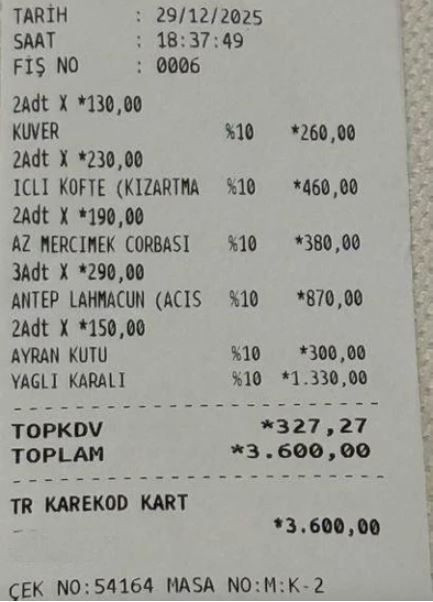 TARİH : 29/12/2025
SAAT : 18:37:49
FİŞ NO : 0006
2Adt X *130,00
KUVER %10 *260,00
2Adt X *230,00
ICLI KOFTE (KIZARTMA %10 *460,00
2Adt X *190,00
AZ MERCIMEK CORBASI %10 *380,00
3Adt X *290,00
ANTEP LAHMACUN (ACIS %10 *870,00
2Adt X *150,00
AYRAN KUTU %10 *300,00
YAGLI KARALI %10 *1.330,00
TOPKDV *327,27
TOPLAM *3.600,00
TR KAREKOD KART
*3.600,00
ÇEK NO:54164 MASA NO:M:K-2